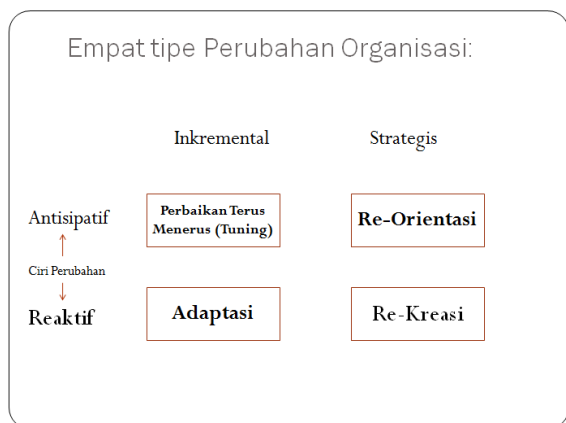 Empat tipe Perubahan Organisasi:
Inkremental
Strategis
Antisipatif
Perbaikan Terus
Menerus (Tuning)
Re-Orientasi
Ciri Perubahan
Reaktif
Adaptasi
Re-Kreasi